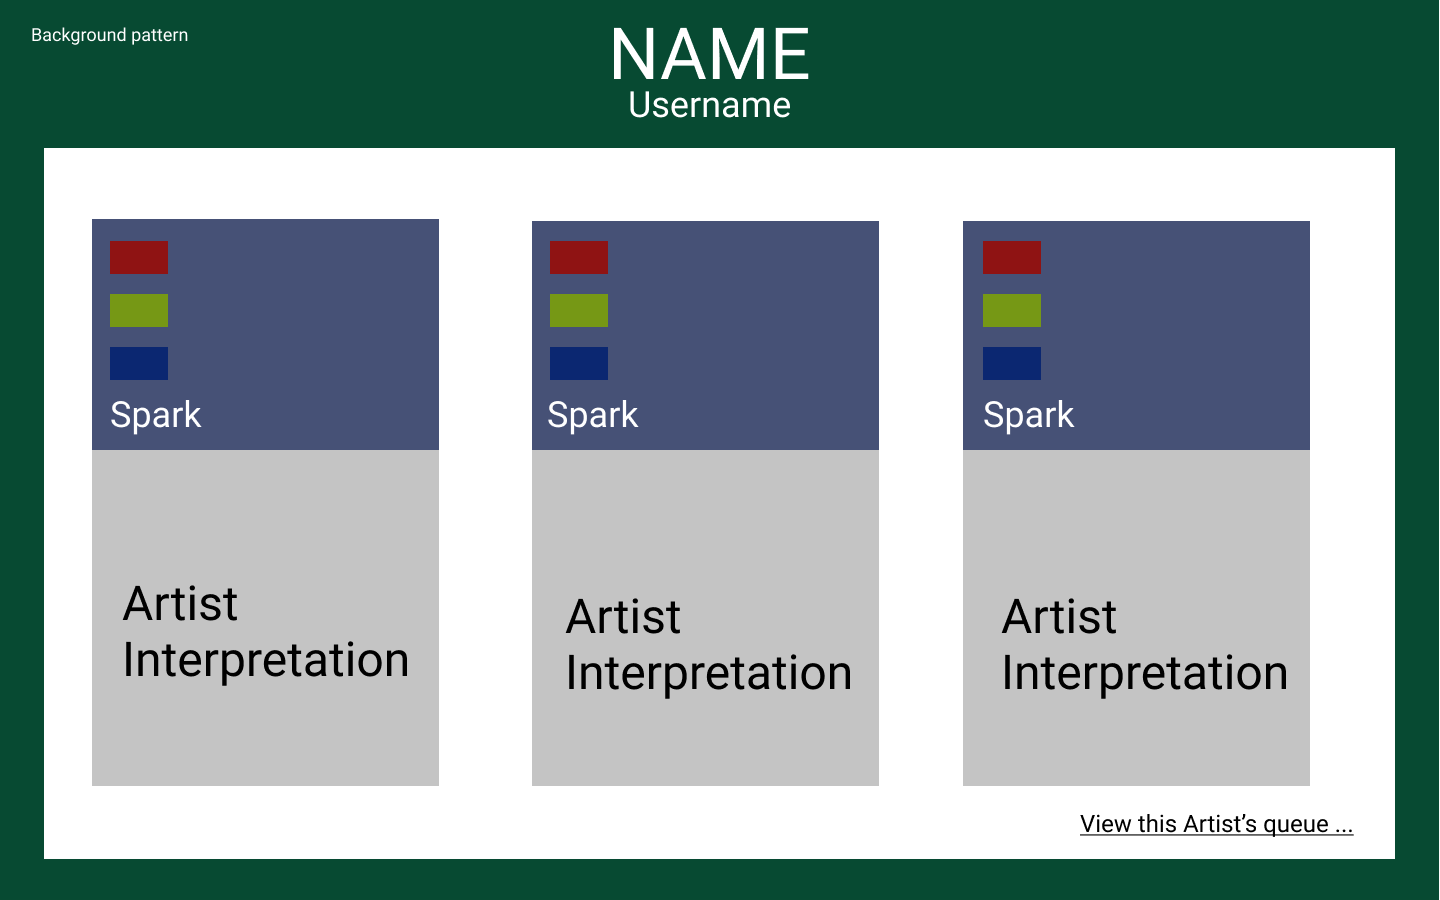 Background pattern
NAME
Username
Spark
Spark
Spark
Artist
Interpretation
Artist
Interpretation
Artist
Interpretation
View this Artist’s queue ...